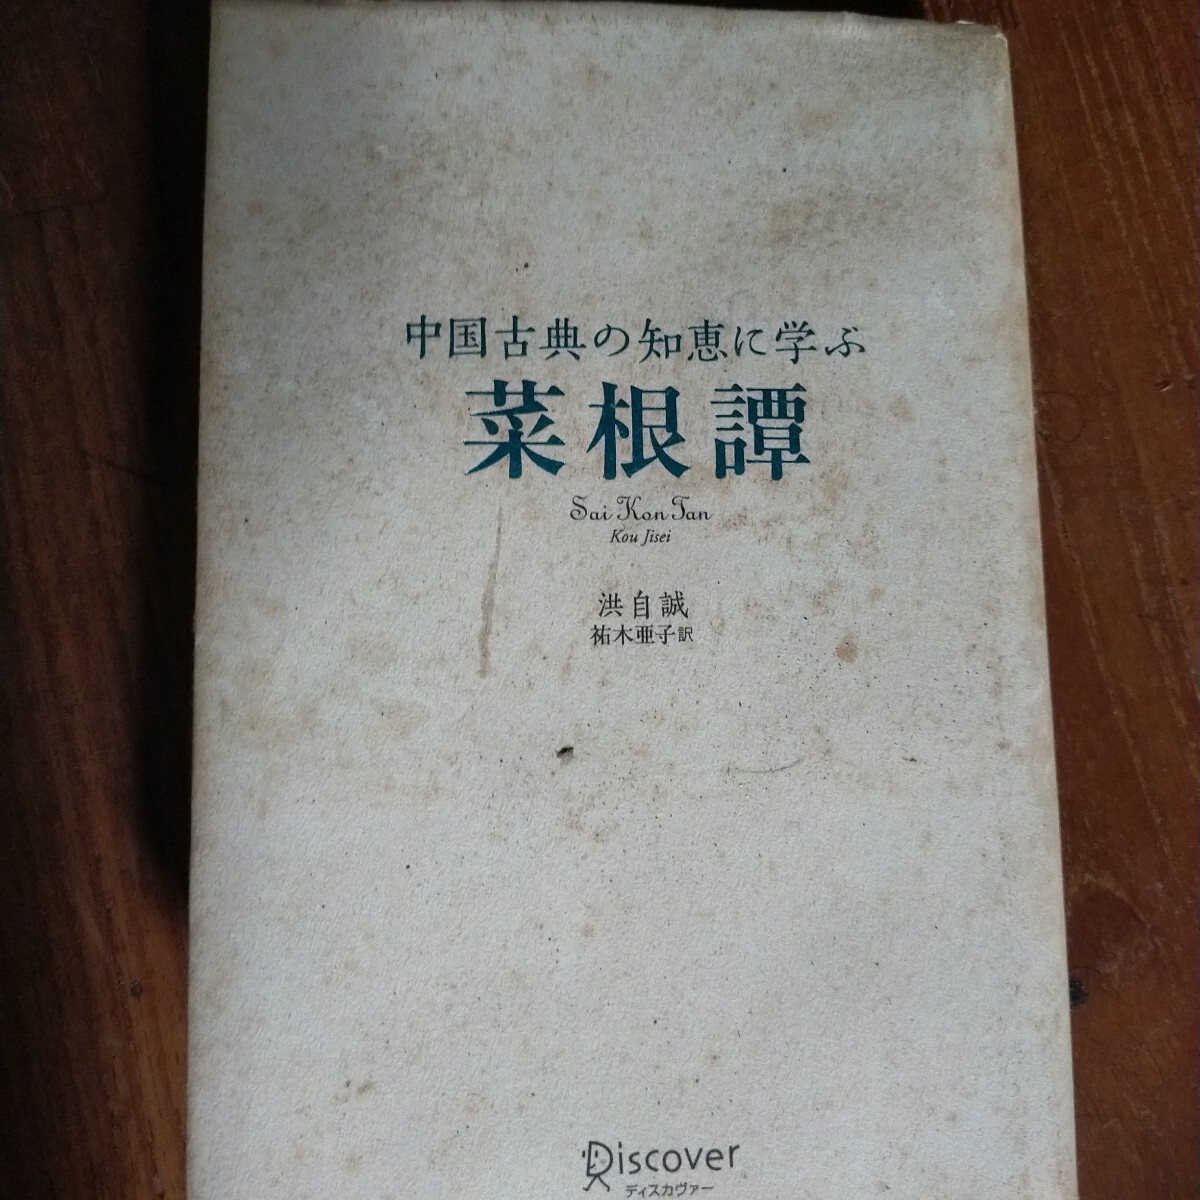 中国古典の知恵に学ぶ
菜根譚
Sai Kon Tan
Kou Jisei
洪自誠
祐木亜子訳
Discover
ディスカヴァー